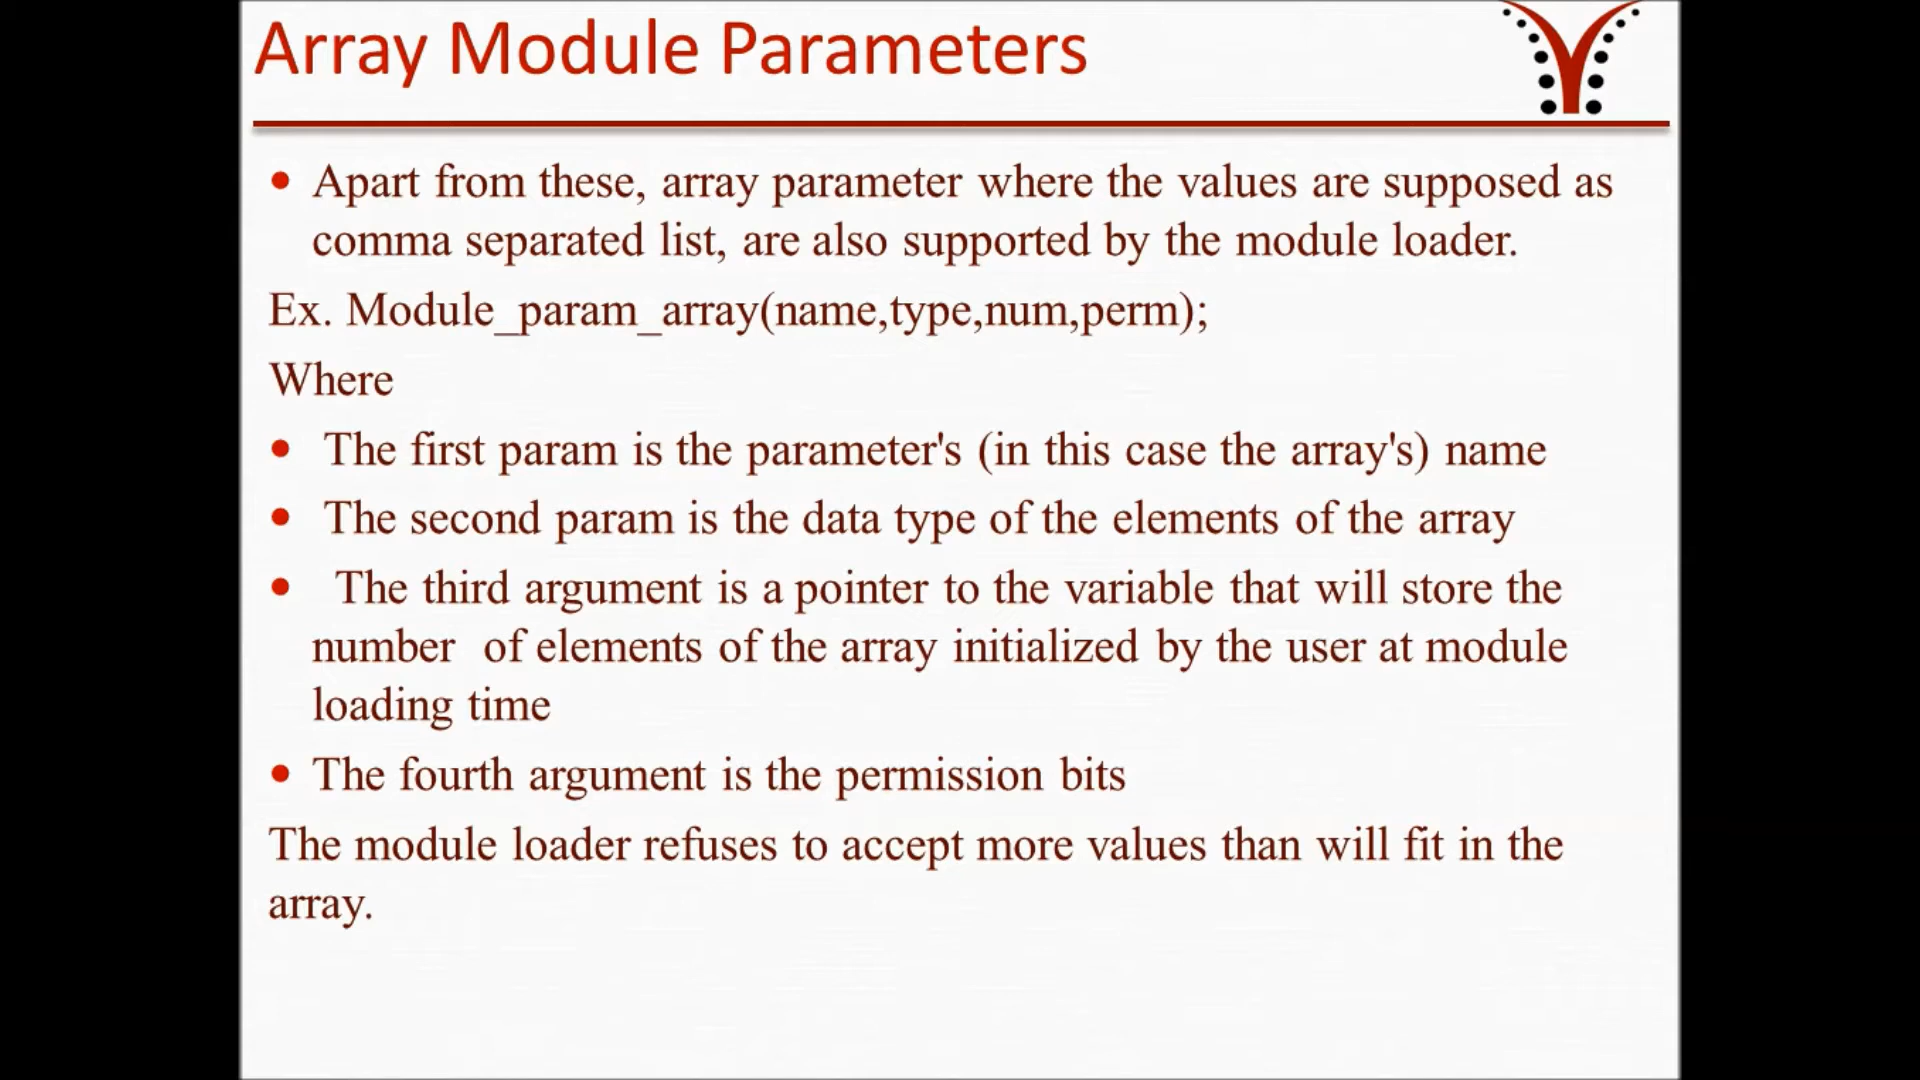 Array Module Parameters
• Apart from these, array parameter where the values are supposed as
comma separated list, are also supported by the module loader.
Ex. Module_param_array(name,type,num,perm);
Where
• The first param is the parameter's (in this case the array's) name
• The second param is the data type of the elements of the array
• The third argument is a pointer to the variable that will store the
number of elements of the array initialized by the user at module
loading time
• The fourth argument is the permission bits
The module loader refuses to accept more values than will fit in the
array.